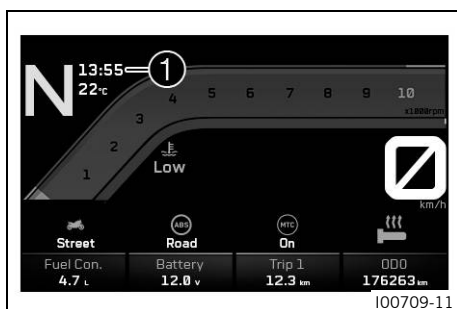 N
13:55
22°C
1
1 2 3 4 5 6 7 8 9 10
x1000rpm
Low
0
km/h
Street
ABS
Road
MTC
On
Fuel Con.
4.7 L
Battery
12.0 V
Trip 1
12.3 km
ODO
176263 km
I00709-11